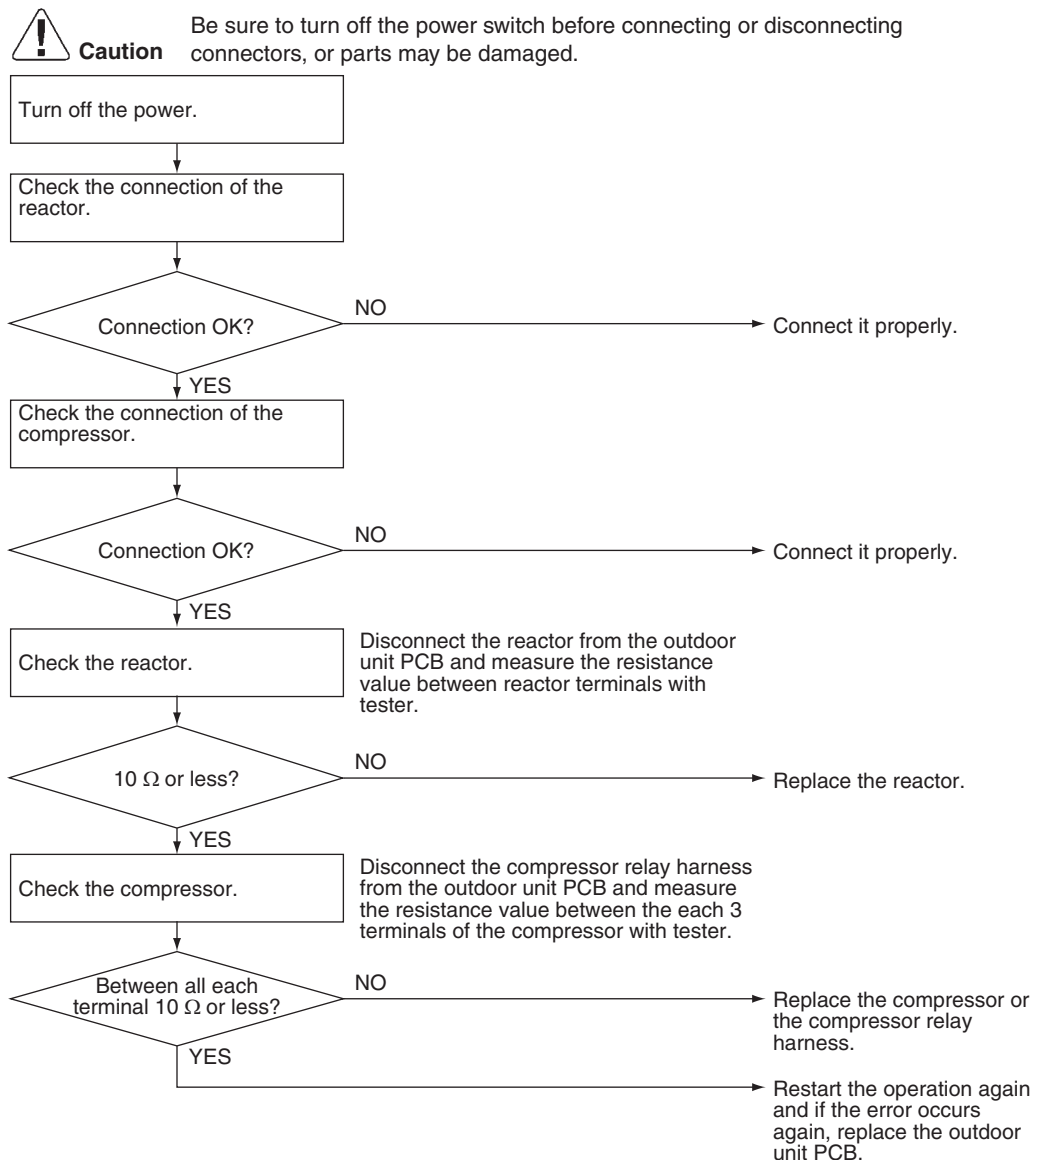 Caution
Be sure to turn off the power switch before connecting or disconnecting
connectors, or parts may be damaged.
Turn off the power.
Check the connection of the
reactor.
Connection OK?
NO
Connect it properly.
YES
Check the connection of the
compressor.
Connection OK?
NO
Connect it properly.
YES
Check the reactor.
Disconnect the reactor from the outdoor
unit PCB and measure the resistance
value between reactor terminals with
tester.
10 Ω or less?
NO
Replace the reactor.
YES
Check the compressor.
Disconnect the compressor relay harness
from the outdoor unit PCB and measure
the resistance value between the each 3
terminals of the compressor with tester.
Between all each
terminal 10 Ω or less?
NO
Replace the compressor or
the compressor relay
harness.
YES
Restart the operation again
and if the error occurs
again, replace the outdoor
unit PCB.